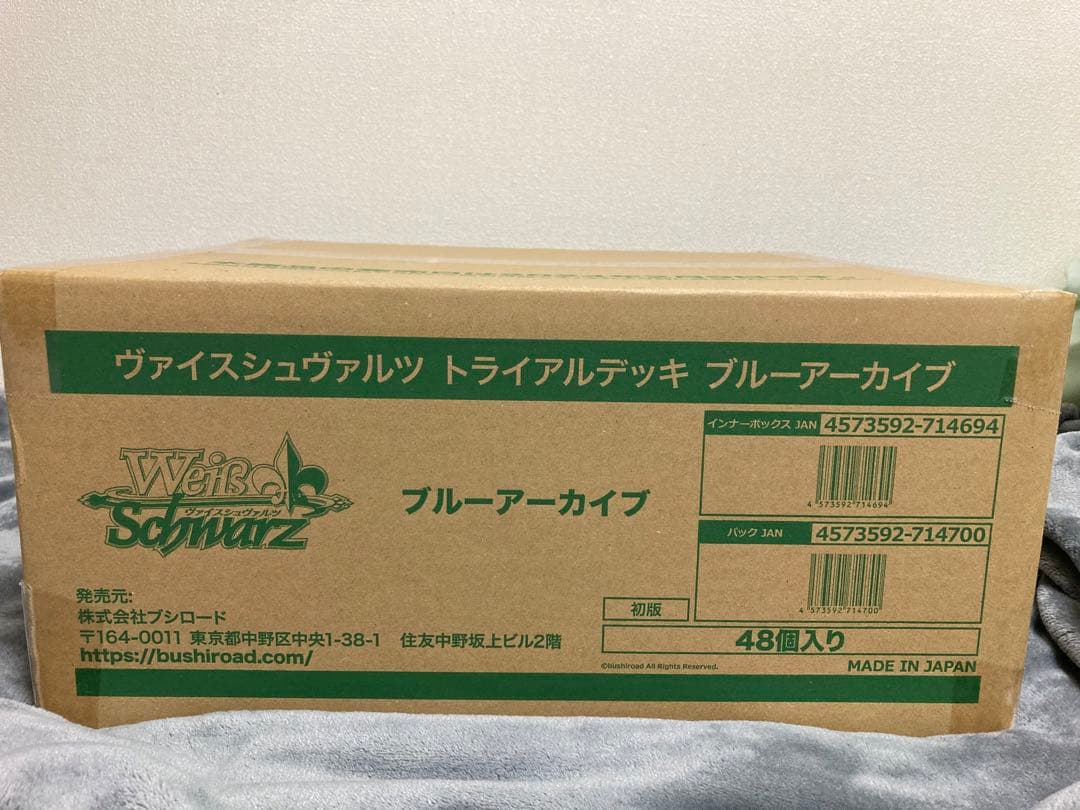 ヴァイスシュヴァルツ トライアルデッキ ブルーアーカイブ
Weiß
ヴァイスシュヴァルツ
Schwarz
ブルーアーカイブ
インナーボックス JAN 4573592-714694
4 573592 714694
パック JAN 4573592-714700
4 573592 714700
発売元:
株式会社ブシロード
〒164-0011 東京都中野区中央1-38-1 住友中野坂上ビル2階
https://bushiroad.com/
初版
48個入り
©bushiroad All Rights Reserved.
MADE IN JAPAN